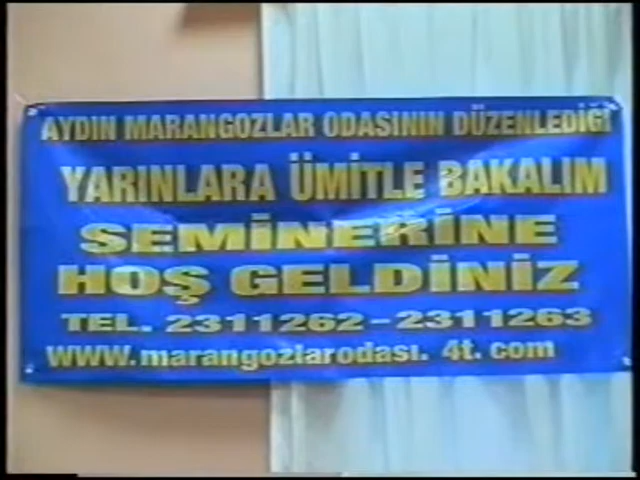 AYDIN MARANGOZLAR ODASININ DÜZENLEDİĞİ
YARINLARA ÜMİTLE BAKALIM
SEMİNERİNE
HOŞ GELDİNİZ
TEL. 2311262-2311263
www.marangozlarodası. 4t. com